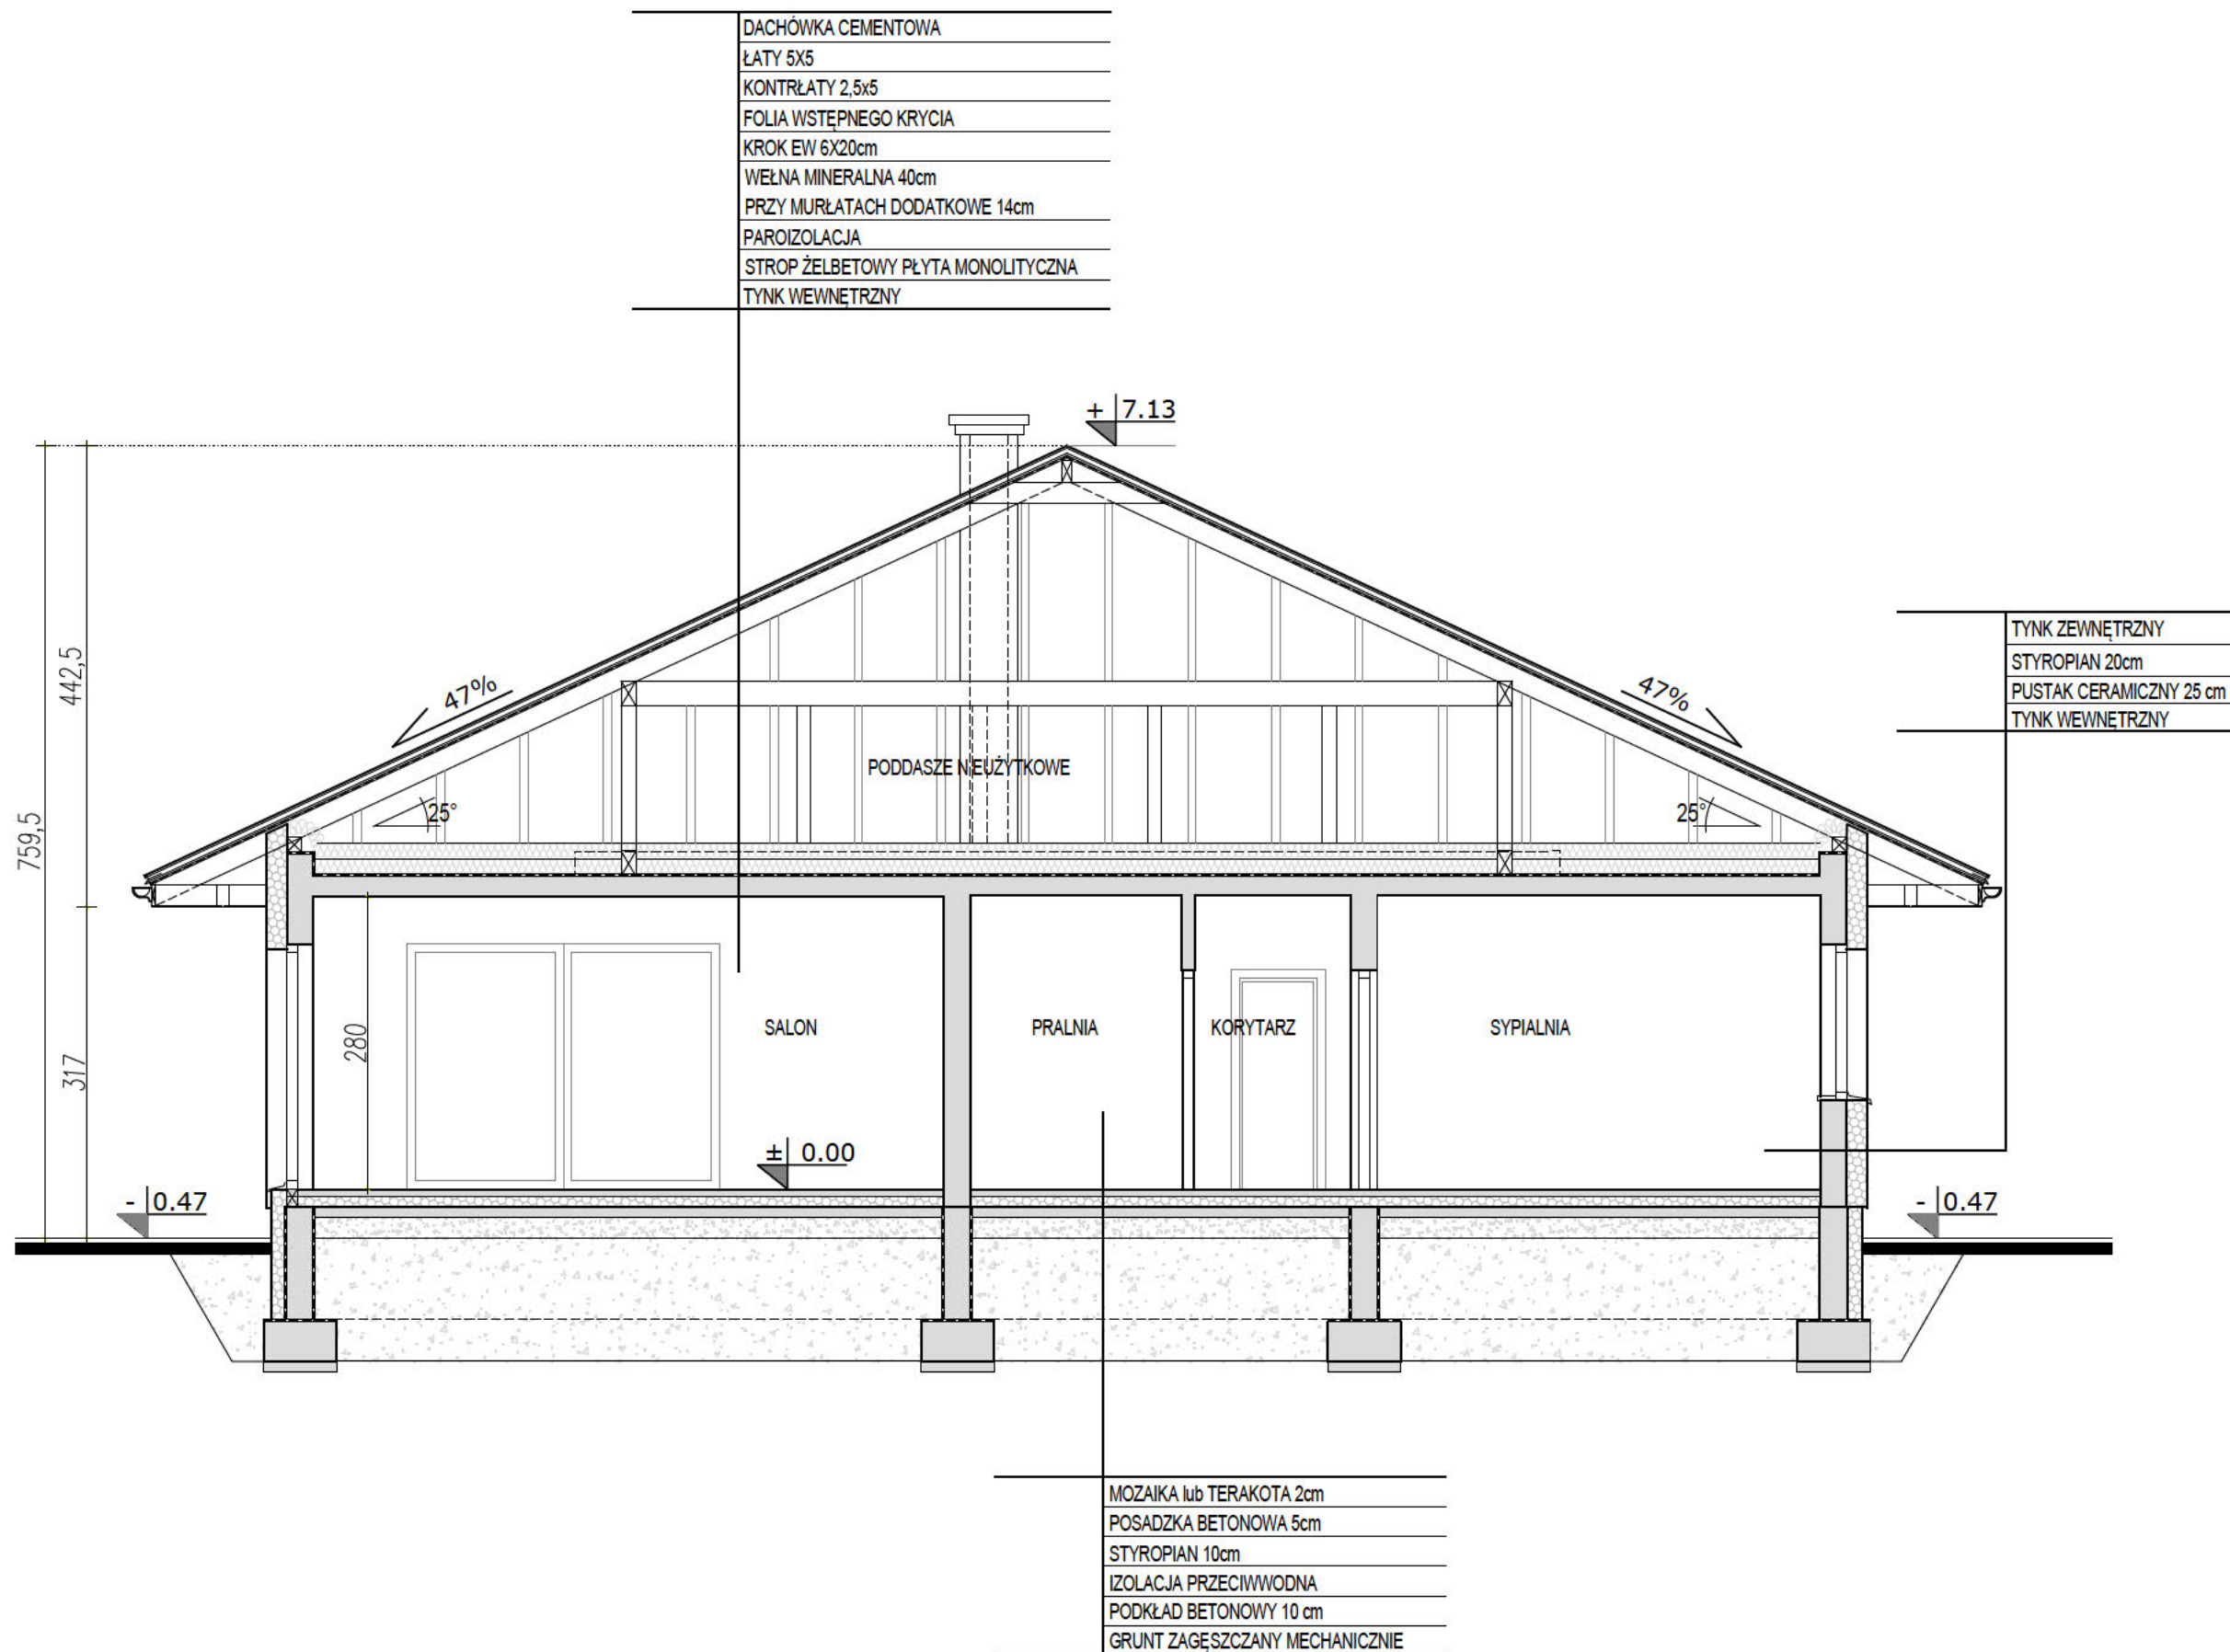 DACHÓWKA CEMENTOWA
ŁATY 5X5
KONTRŁATY 2,5x5
FOLIA WSTĘPNEGO KRYCIA
KROK EW 6X20cm
WEŁNA MINERALNA 40cm
PRZY MURŁATACH DODATKOWE 14cm
PAROIZOLACJA
STROP ŻELBETOWY PŁYTA MONOLITYCZNA
TYNK WEWNĘTRZNY
+ 7.13
TYNK ZEWNĘTRZNY
STYROPIAN 20cm
PUSTAK CERAMICZNY 25 cm
TYNK WEWNĘTRZNY
442,5
47%
47%
759,5
PODDASZE NIEUŻYTKOWE
25°
25°
317
280
SALON
PRALNIA
KORYTARZ
SYPIALNIA
± 0.00
- 0.47
- 0.47
MOZAIKA lub TERAKOTA 2cm
POSADZKA BETONOWA 5cm
STYROPIAN 10cm
IZOLACJA PRZECIWWODNA
PODKŁAD BETONOWY 10 cm
GRUNT ZAGĘSZCZANY MECHANICZNIE